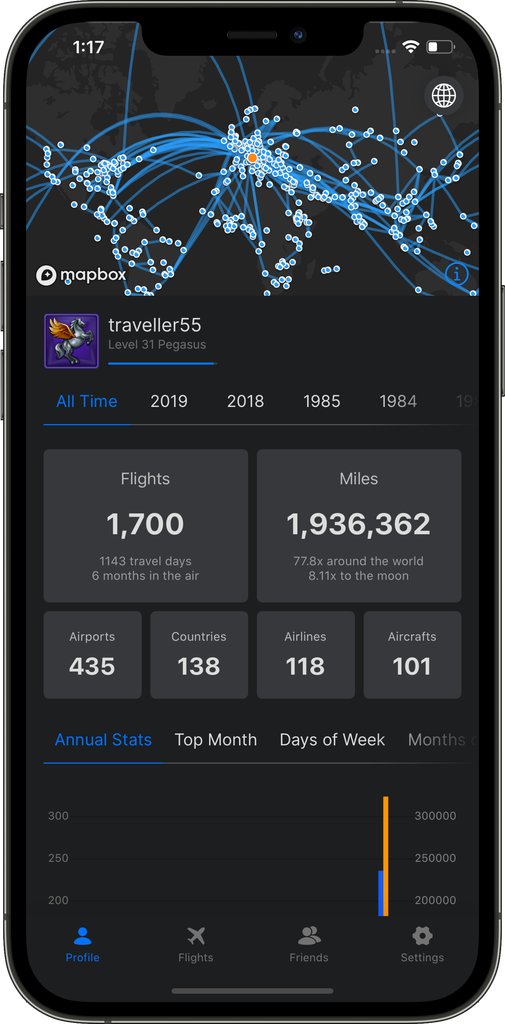 1:17
mapbox
traveller55
Level 31 Pegasus
All Time 2019 2018 1985 1984 19
Flights
1,700
1143 travel days
6 months in the air
Miles
1,936,362
77.8x around the world
8.11x to the moon
Airports
435
Countries
138
Airlines
118
Aircrafts
101
Annual Stats Top Month Days of Week Months
300 300000
250 250000
200 200000
Profile Flights Friends Settings